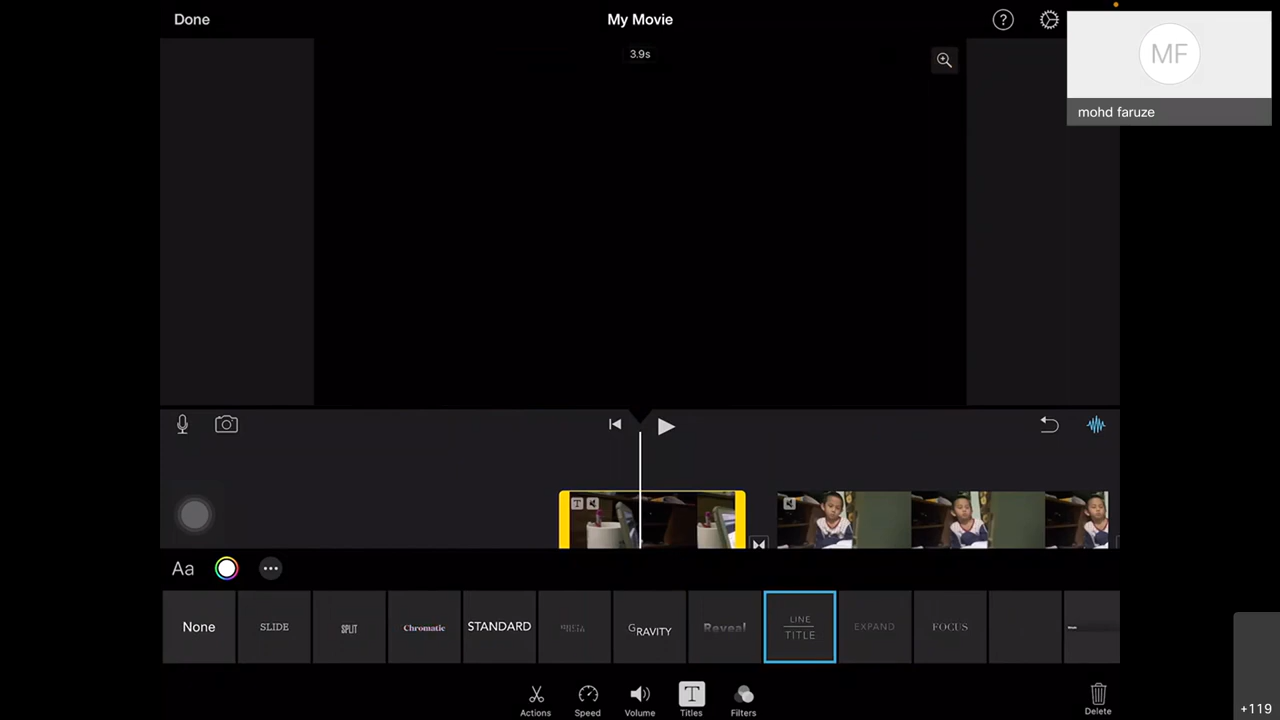 Done
My Movie
?
3.9s
MF
mohd faruze
T
Aa
None
SLIDE
SPLIT
Chromatic
STANDARD
GRAVITY
Reveal
LINE
TITLE
EXPAND
FOCUS
Actions
Speed
Volume
T
Titles
Filters
Delete
+119